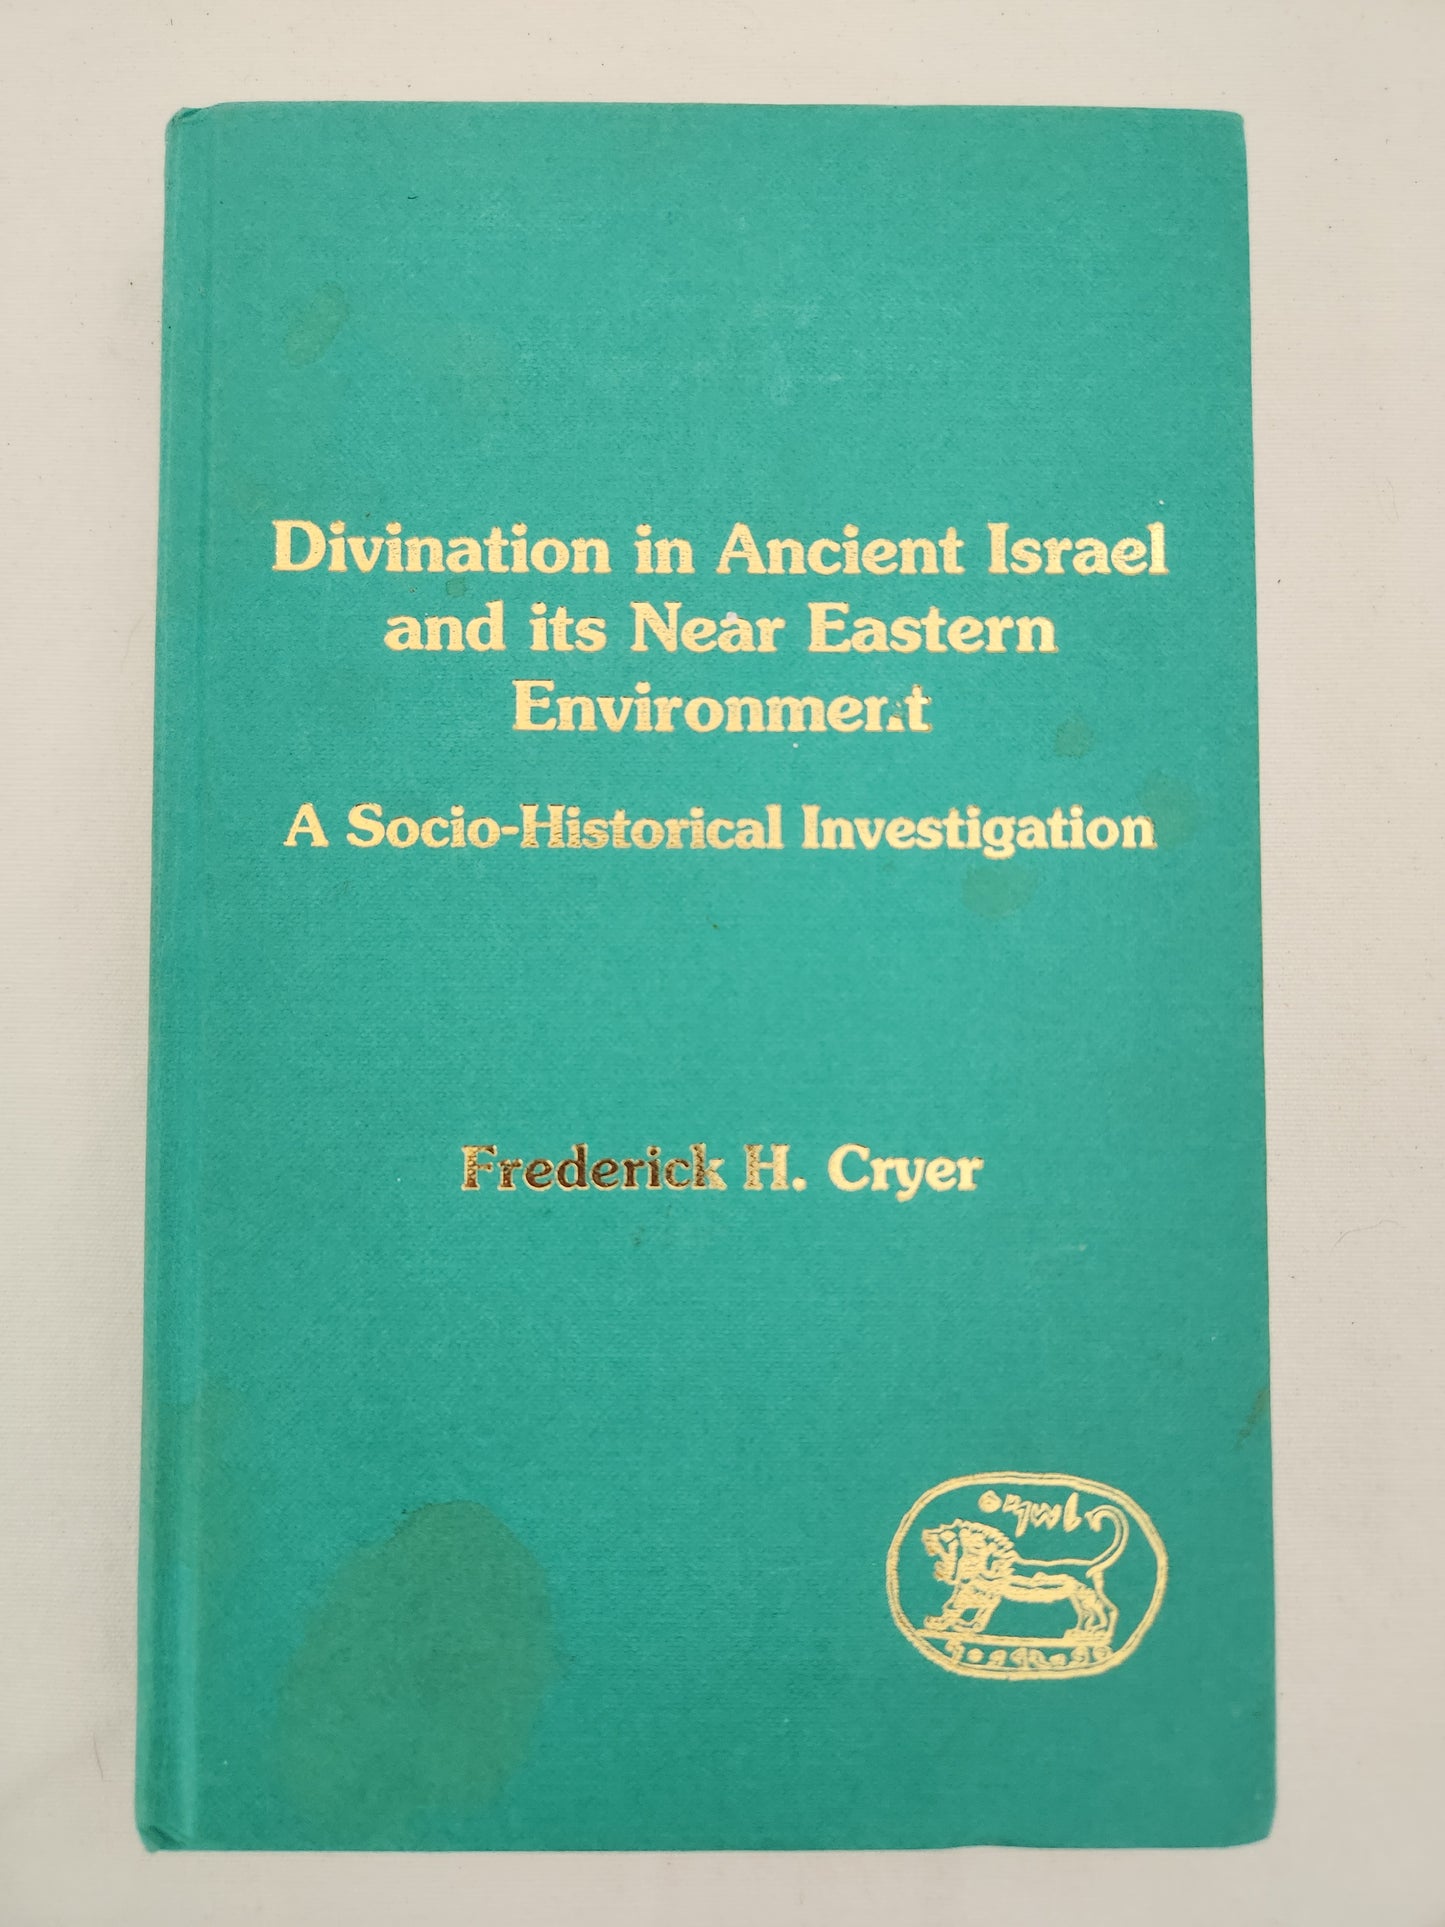 Divination in Ancient Israel
and its Near Eastern
Environment
A Socio-Historical Investigation
Frederick H. Cryer